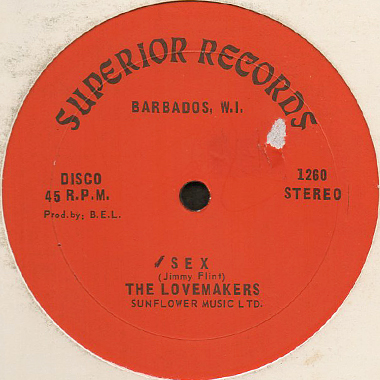 SUPERIOR RECORDS
BARBADOS, W.I.
DISCO
45 R.P.M.
Prod. by; B.E.L.
1260
STEREO
SEX
(Jimmy Flint)
THE LOVEMAKERS
SUNFLOWER MUSIC LTD.